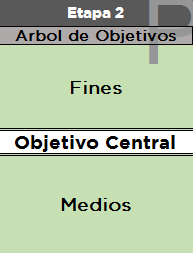 Etapa 2
Arbol de Objetivos
Fines
Objetivo Central
Medios